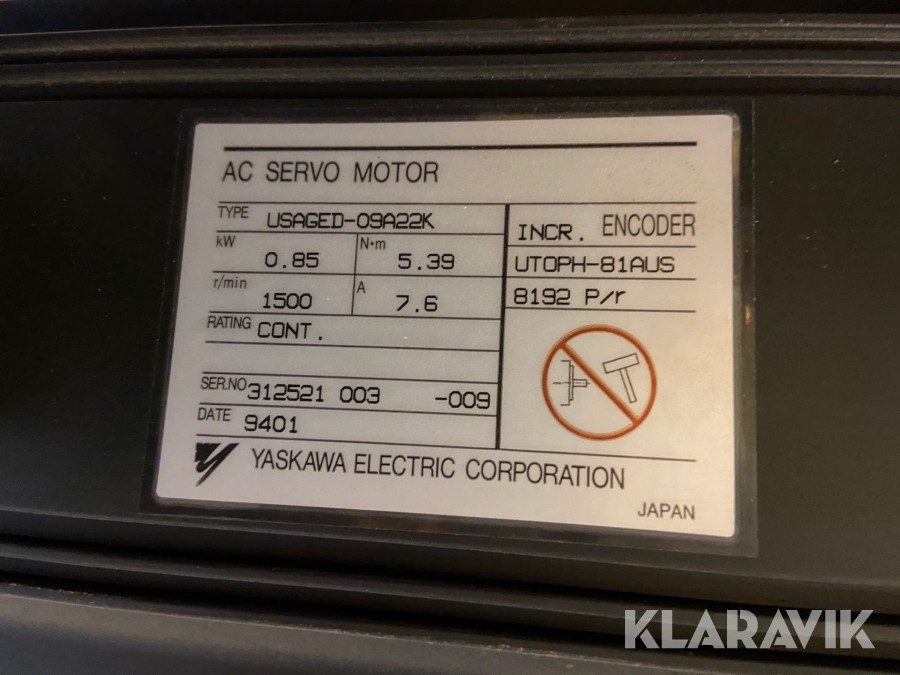 AC SERVO MOTOR
TYPE USAGED-09A22K
kW 0.85 N·m 5.39
r/min 1500 A 7.6
RATING CONT.
SER.NO 312521 003 -009
DATE 9401
INCR. ENCODER
UTOPH-81AUS
8192 P/r
YASKAWA ELECTRIC CORPORATION
JAPAN
KLARAVIK